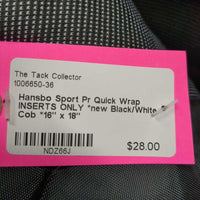 The Tack Collector
1006650-36
Hansbo Sport Pr Quick Wrap
INSERTS ONLY *new Black/White
Cob *16" x 18"
$28.00
NDZ66J